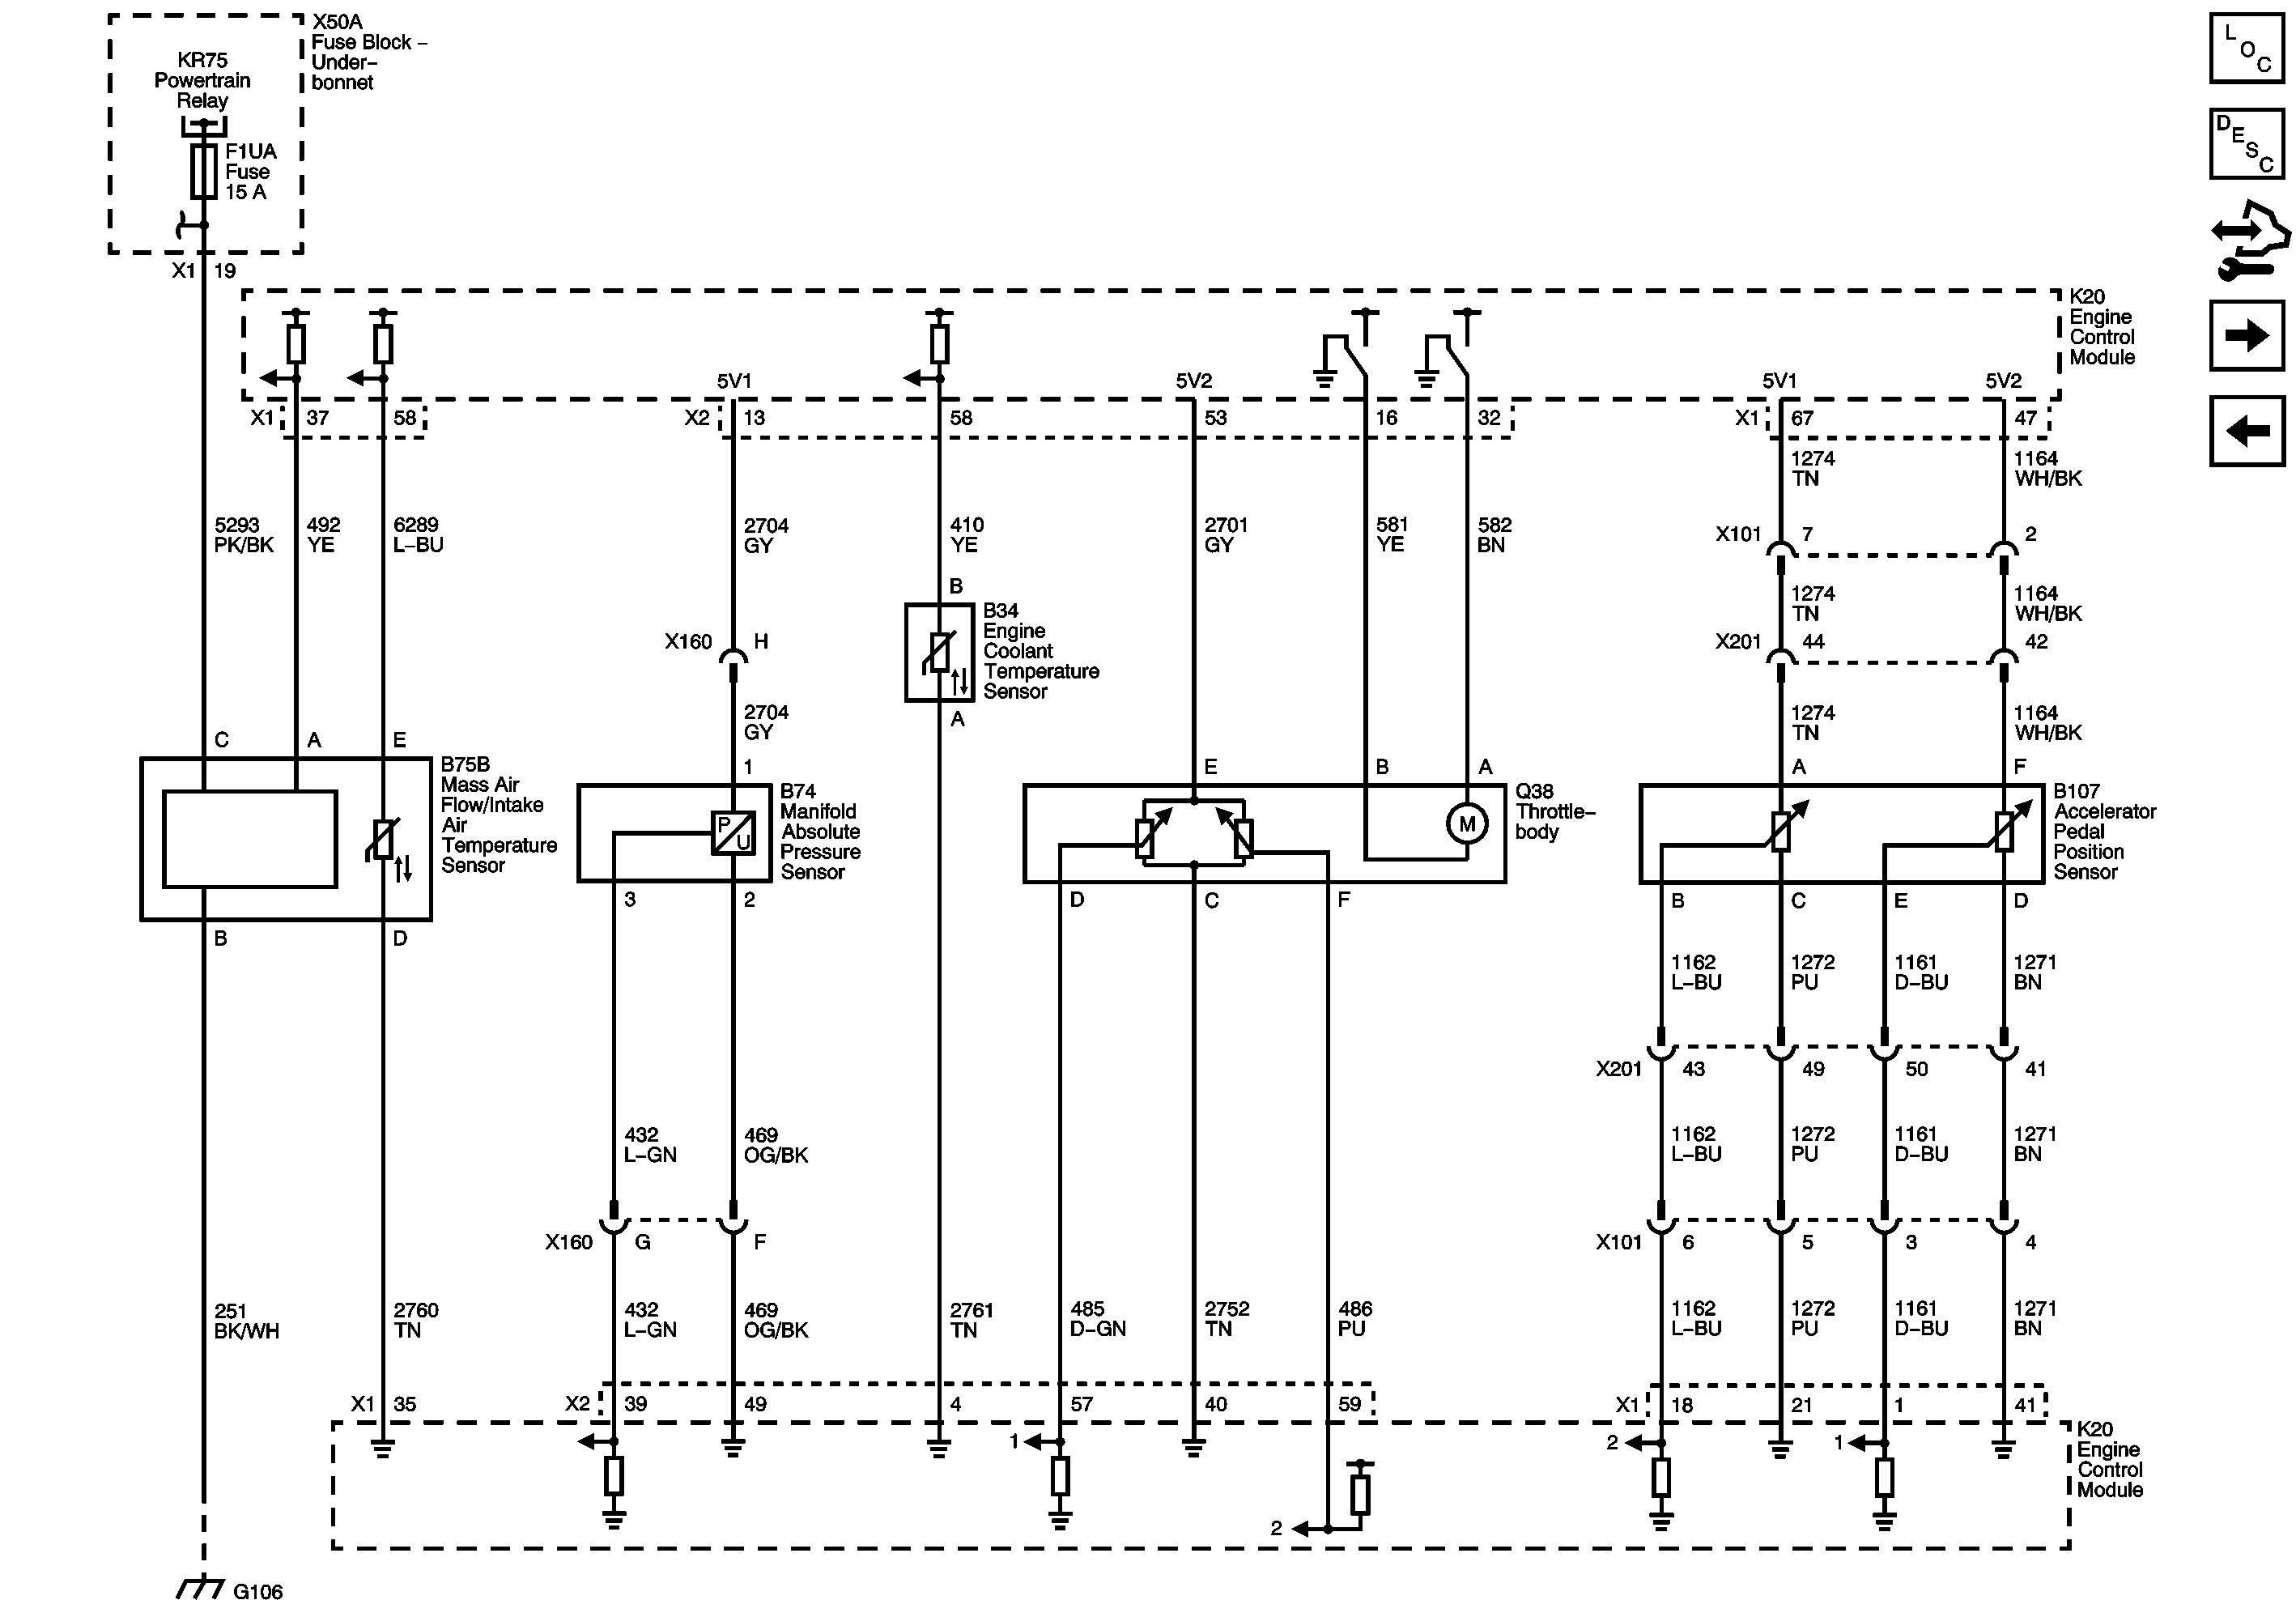 X50A
Fuse Block –
Under–
bonnet
KR75
Powertrain
Relay
F1UA
Fuse
15 A
X1 19
L
O
C
D
E
S
C
K20
Engine
Control
Module
5V1 5V2 5V1 5V2
X1 37 58 X2 13 58 53 16 32 X1 67 47
1274
TN
1164
WH/BK
5293
PK/BK
492
YE
6289
L–BU
2704
GY
410
YE
2701
GY
581
YE
582
BN
X101 7 2
1274
TN
1164
WH/BK
X160 H
X201 44 42
B
B34
Engine
Coolant
Temperature
Sensor
A
2704
GY
1274
TN
1164
WH/BK
C A E
B75B
Mass Air
Flow/Intake
Air
Temperature
Sensor
1
B74
Manifold
Absolute
Pressure
Sensor
P
U
E B A
Q38
Throttle–
body
M
A F
B107
Accelerator
Pedal
Position
Sensor
B D
3 2
D C F
B C E D
1162
L–BU
1272
PU
1161
D–BU
1271
BN
X201 43 49 50 41
432
L–GN
469
OG/BK
1162
L–BU
1272
PU
1161
D–BU
1271
BN
X160 G F
X101 6 5 3 4
251
BK/WH
2760
TN
432
L–GN
469
OG/BK
2761
TN
485
D–GN
2752
TN
486
PU
1162
L–BU
1272
PU
1161
D–BU
1271
BN
X1 35 X2 39 49 4 57 40 59 X1 18 21 1 41
1 2 1
2
K20
Engine
Control
Module
G106